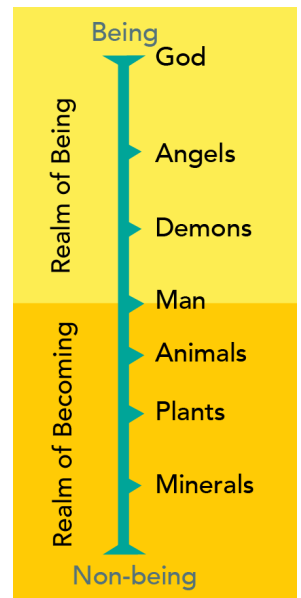 Being
God
Angels
Realm of Being
Demons
Man
Animals
Plants
Realm of Becoming
Minerals
Non-being